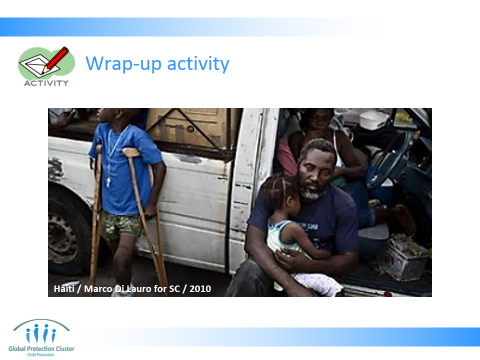 Wrap-up activity
ACTIVITY
Haiti / Marco Di Lauro for SC / 2010
Global Protection Cluster
Child Protection